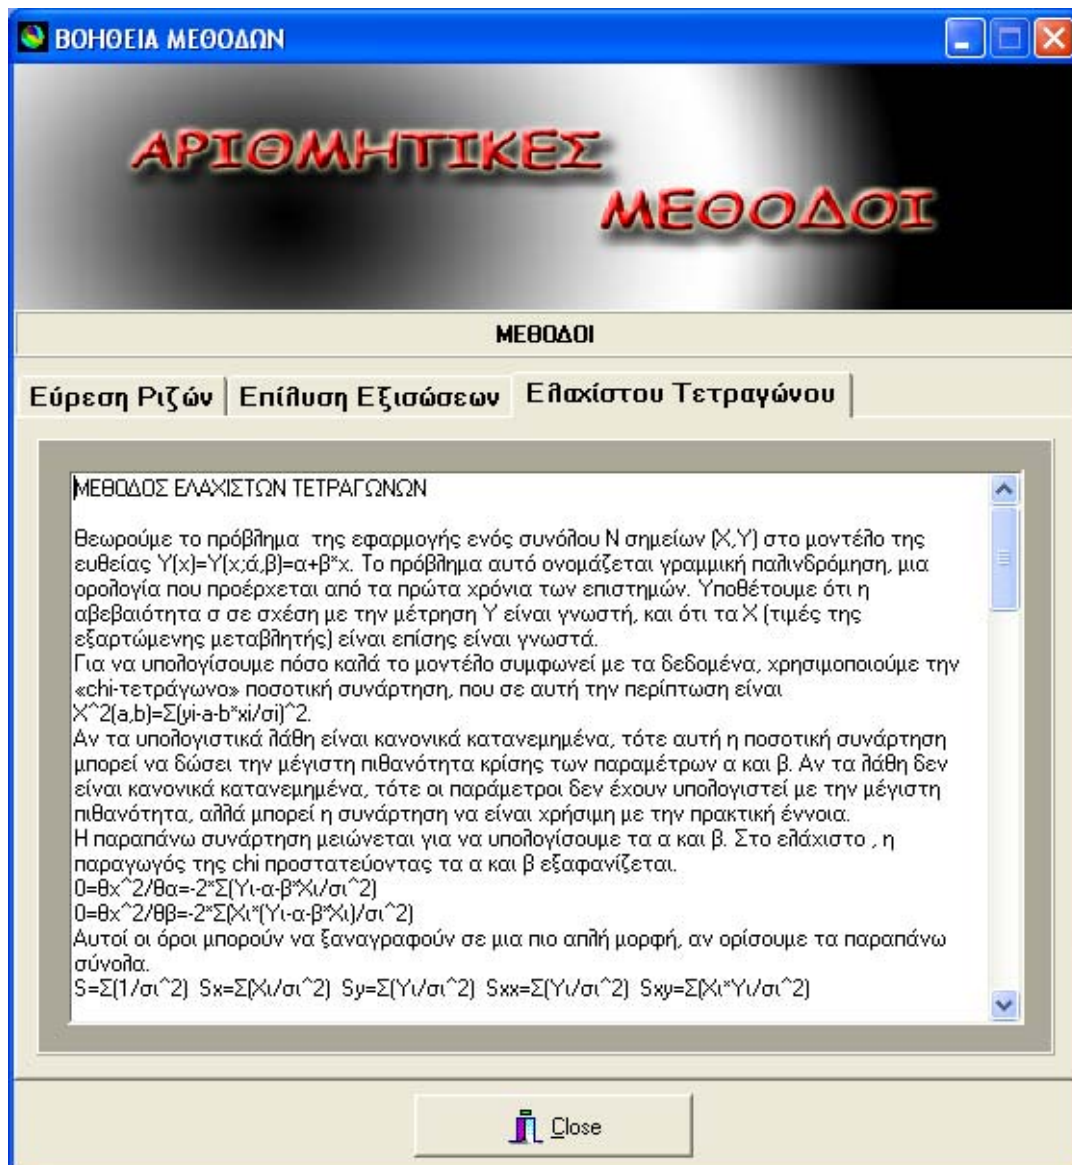 ΒΟΗΘΕΙΑ ΜΕΘΟΔΩΝ
ΑΡΙΘΜΗΤΙΚΕΣ
ΜΕΘΟΔΟΙ
ΜΕΘΟΔΟΙ
Εύρεση Ριζών Επίλυση Εξισώσεων Ελαχίστου Τετραγώνου
ΜΕΘΟΔΟΣ ΕΛΑΧΙΣΤΩΝ ΤΕΤΡΑΓΩΝΩΝ
Θεωρούμε το πρόβλημα της εφαρμογής ενός συνόλου Ν σημείων (Χ,Υ) στο μοντέλο της
ευθείας Υ(x)=Υ(x;ά,β)=α+β*x. Το πρόβλημα αυτό ονομάζεται γραμμική παλινδρόμηση, μια
ορολογία που προέρχεται από τα πρώτα χρόνια των επιστημών. Υποθέτουμε ότι η
αβεβαιότητα σ σε σχέση με την μέτρηση Υ είναι γνωστή, και ότι τα Χ (τιμές της
εξαρτώμενης μεταβλητής) είναι επίσης είναι γνωστά.
Για να υπολογίσουμε πόσο καλά το μοντέλο συμφωνεί με τα δεδομένα, χρησιμοποιούμε την
«chi-τετράγωνο» ποσοτική συνάρτηση, που σε αυτή την περίπτωση είναι
X^2(a,b)=Σ(yi-a-b*xi/σi)^2.
Αν τα υπολογιστικά λάθη είναι κανονικά κατανεμημένα, τότε αυτή η ποσοτική συνάρτηση
μπορεί να δώσει την μέγιστη πιθανότητα κρίσης των παραμέτρων α και β. Αν τα λάθη δεν
είναι κανονικά κατανεμημένα, τότε οι παράμετροι δεν έχουν υπολογιστεί με την μέγιστη
πιθανότητα, αλλά μπορεί η συνάρτηση να είναι χρήσιμη με την πρακτική έννοια.
Η παραπάνω συνάρτηση μειώνεται για να υπολογίσουμε τα α και β. Στο ελάχιστο , η
παραγωγός της chi προστατεύοντας τα α και β εξαφανίζεται.
0=θx^2/θα=-2*Σ(Υι-α-β*Χι/σι^2)
0=θx^2/θβ=-2*Σ(Χι*(Υι-α-β*Χι)/σι^2)
Αυτοί οι όροι μπορούν να ξαναγραφούν σε μια πιο απλή μορφή, αν ορίσουμε τα παραπάνω
σύνολα.
S=Σ(1/σι^2) Sx=Σ(Χι/σι^2) Sy=Σ(Υι/σι^2) Sxx=Σ(Υι/σι^2) Sxy=Σ(Χι*Υι/σι^2)
Close